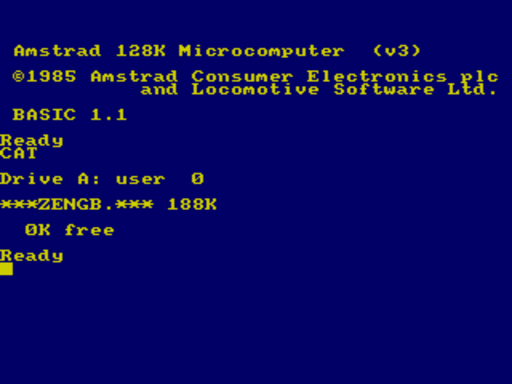 Amstrad 128K Microcomputer (v3)
©1985 Amstrad Consumer Electronics plc
and Locomotive Software Ltd.
BASIC 1.1
Ready
CAT
Drive A: user 0
***ZENGB.*** 188K
0K free
Ready